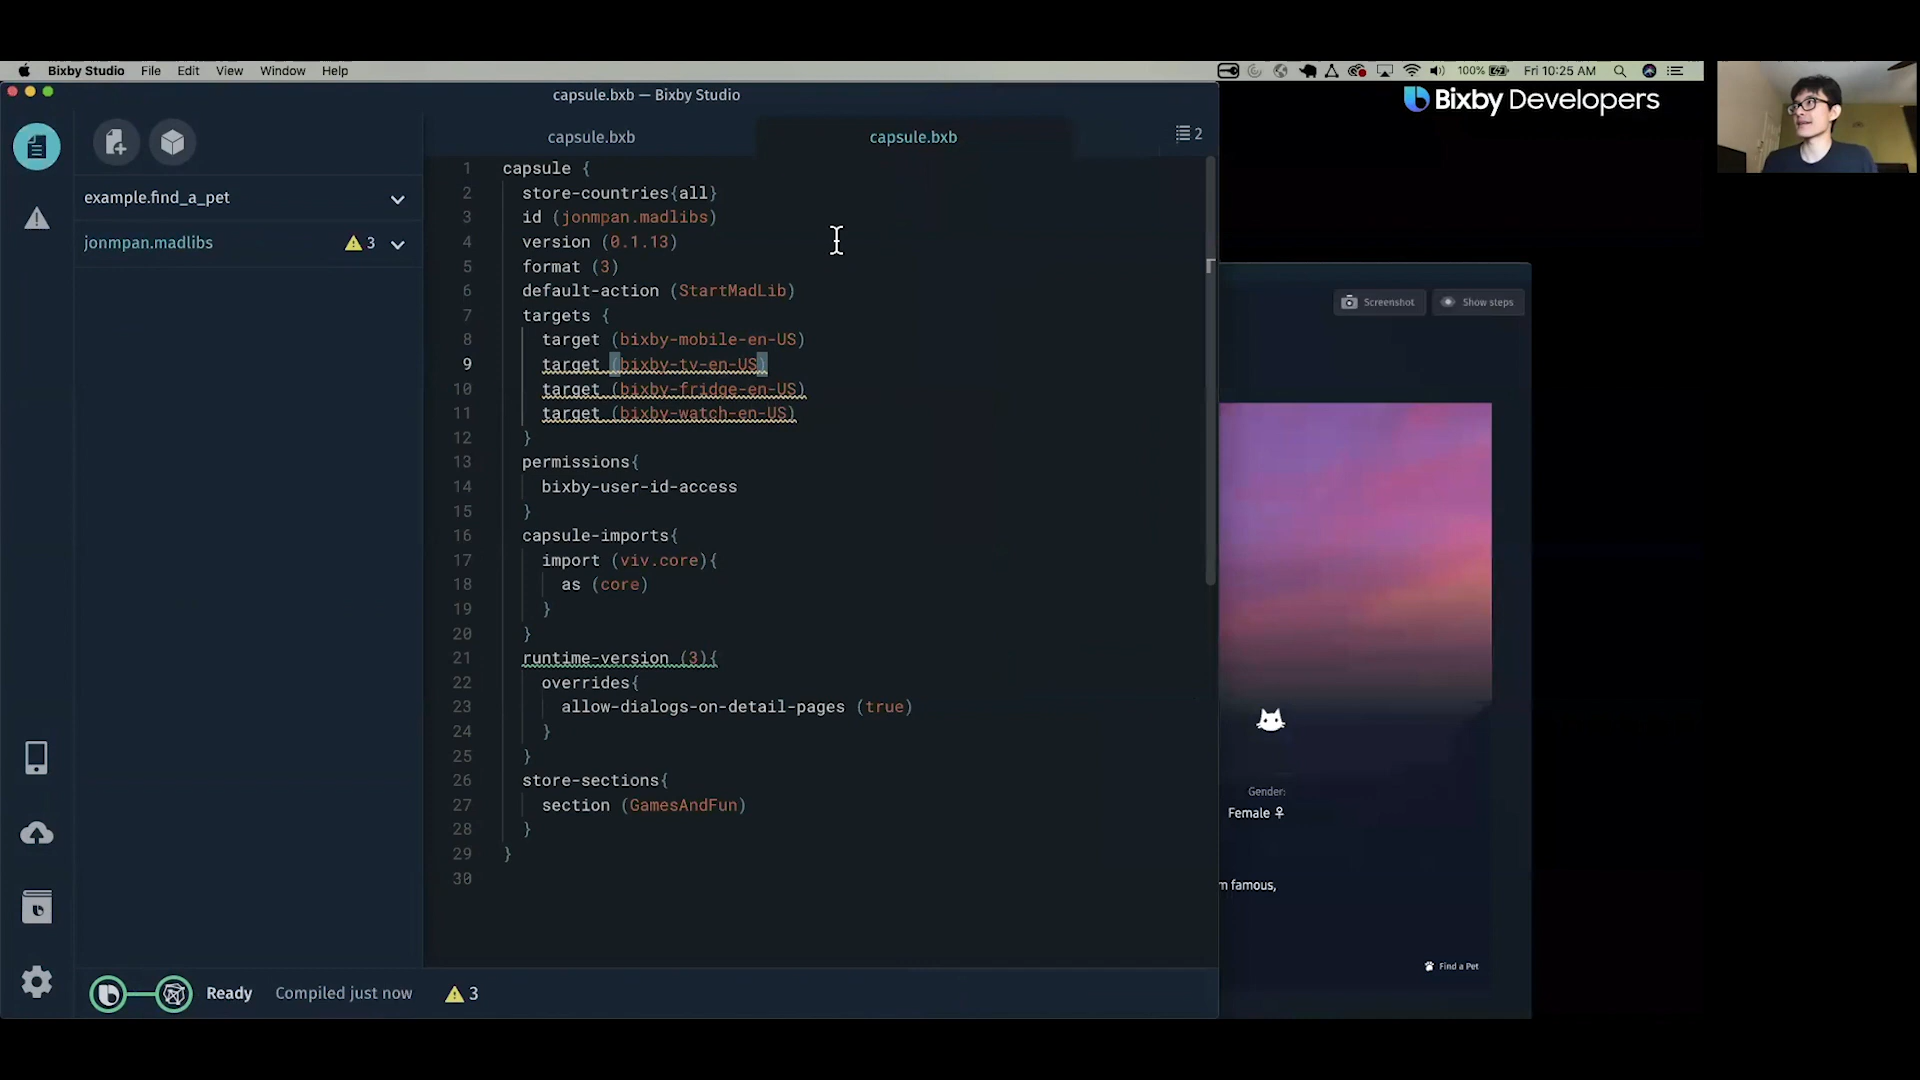 Bixby Studio File Edit View Window Help
100% Fri 10:25 AM
capsule.bxb — Bixby Studio
Bixby Developers
capsule.bxb
capsule.bxb
2
example.find_a_pet
jonmpan.madlibs 3
1 capsule {
2 store-countries{all}
3 id (jonmpan.madlibs)
4 version (0.1.13)
5 format (3)
6 default-action (StartMadLib)
7 targets {
8 target (bixby-mobile-en-US)
9 target (bixby-tv-en-US)
10 target (bixby-fridge-en-US)
11 target (bixby-watch-en-US)
12 }
13 permissions{
14 bixby-user-id-access
15 }
16 capsule-imports{
17 import (viv.core){
18 as (core)
19 }
20 }
21 runtime-version (3){
22 overrides{
23 allow-dialogs-on-detail-pages (true)
24 }
25 }
26 store-sections{
27 section (GamesAndFun)
28 }
29 }
30
Screenshot Show steps
Gender:
Female ♀
m famous,
Find a Pet
Ready Compiled just now 3